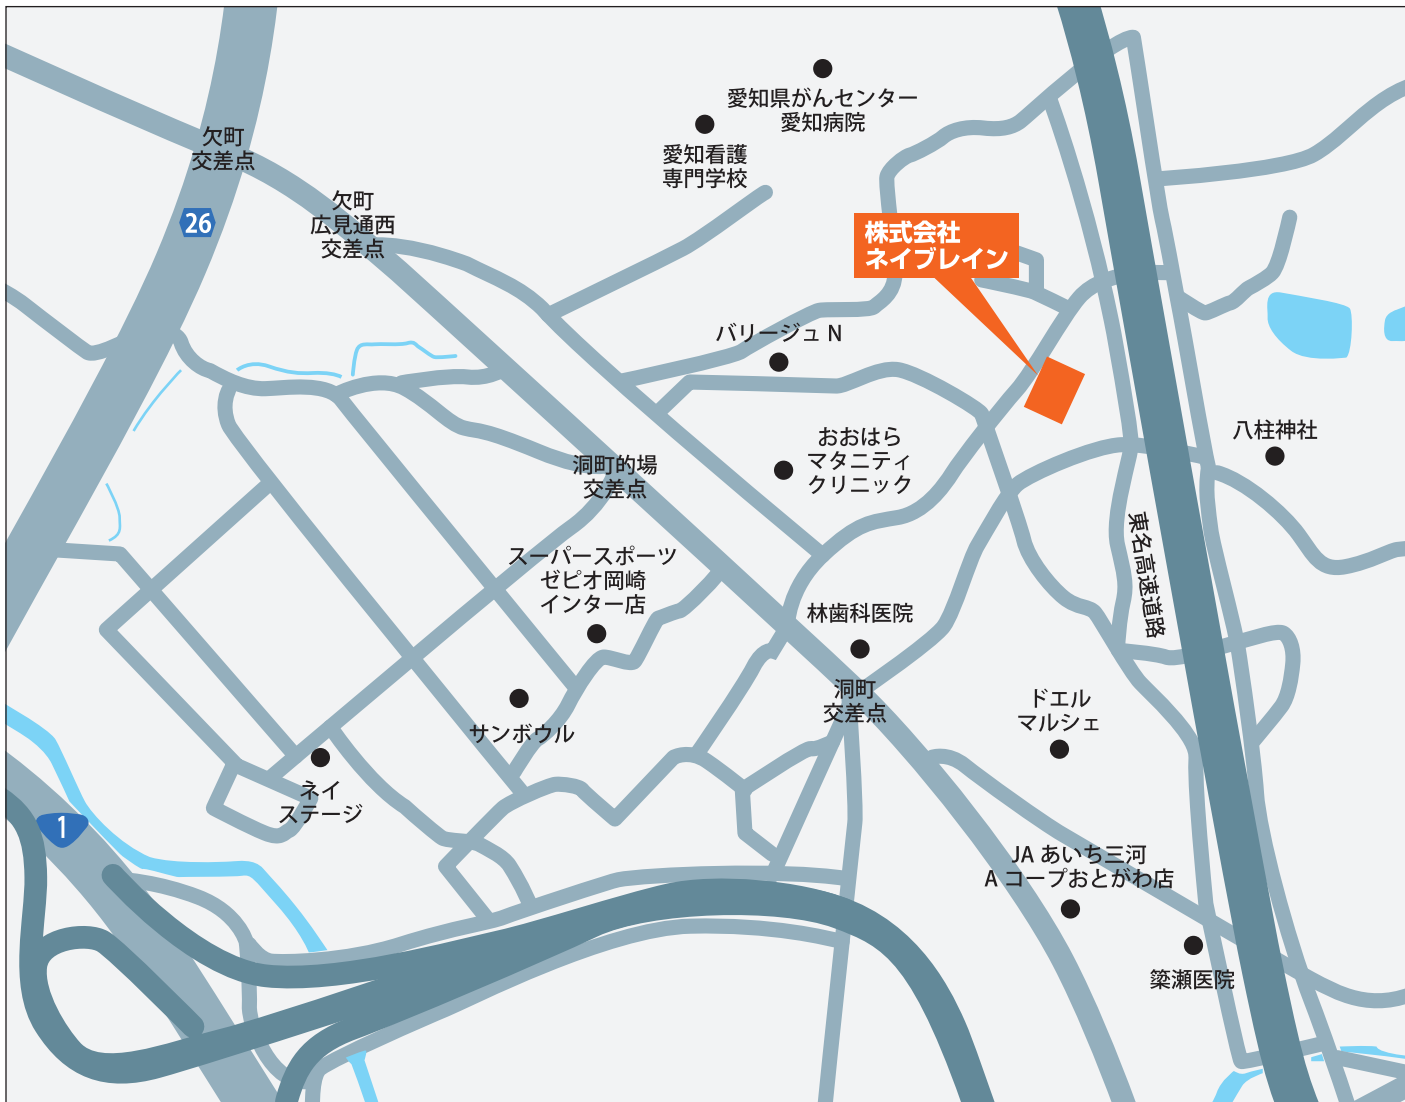 愛知県がんセンター
愛知病院
愛知看護
専門学校
欠町
交差点
欠町
広見通西
交差点
26
株式会社
ネイブレイン
バリージュ N
おおはら
マタニティ
クリニック
八柱神社
洞町的場
交差点
東名高速道路
スーパースポーツ
ゼビオ岡崎
インター店
林歯科医院
洞町
交差点
ドエル
マルシェ
サンボウル
ネイ
ステージ
1
JA あいち三河
A コープおとがわ店
簗瀬医院